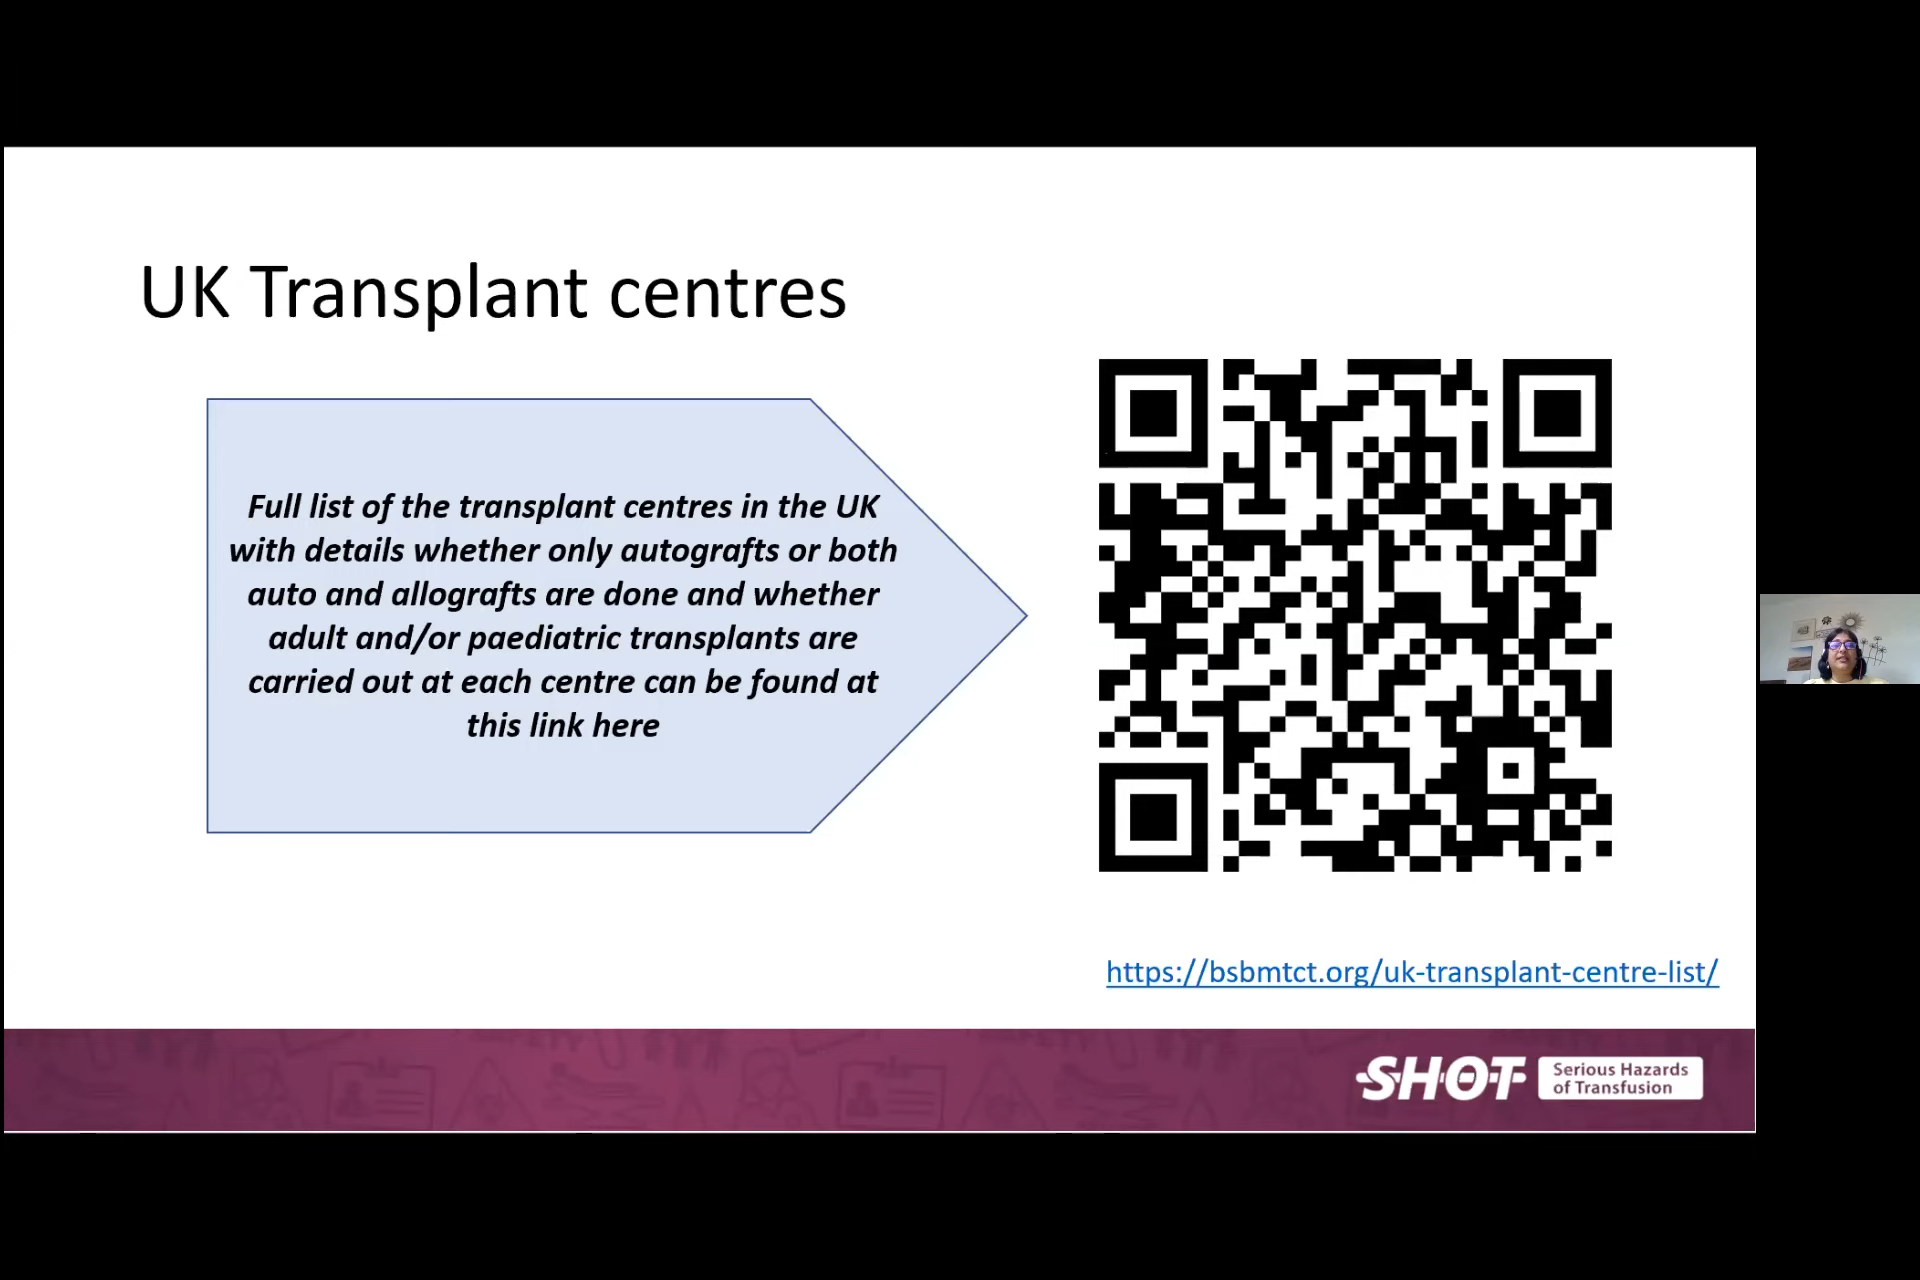 UK Transplant centres
Full list of the transplant centres in the UK
with details whether only autografts or both
auto and allografts are done and whether
adult and/or paediatric transplants are
carried out at each centre can be found at
this link here
https://bsbmtct.org/uk-transplant-centre-list/
SHOT
Serious Hazards
of Transfusion